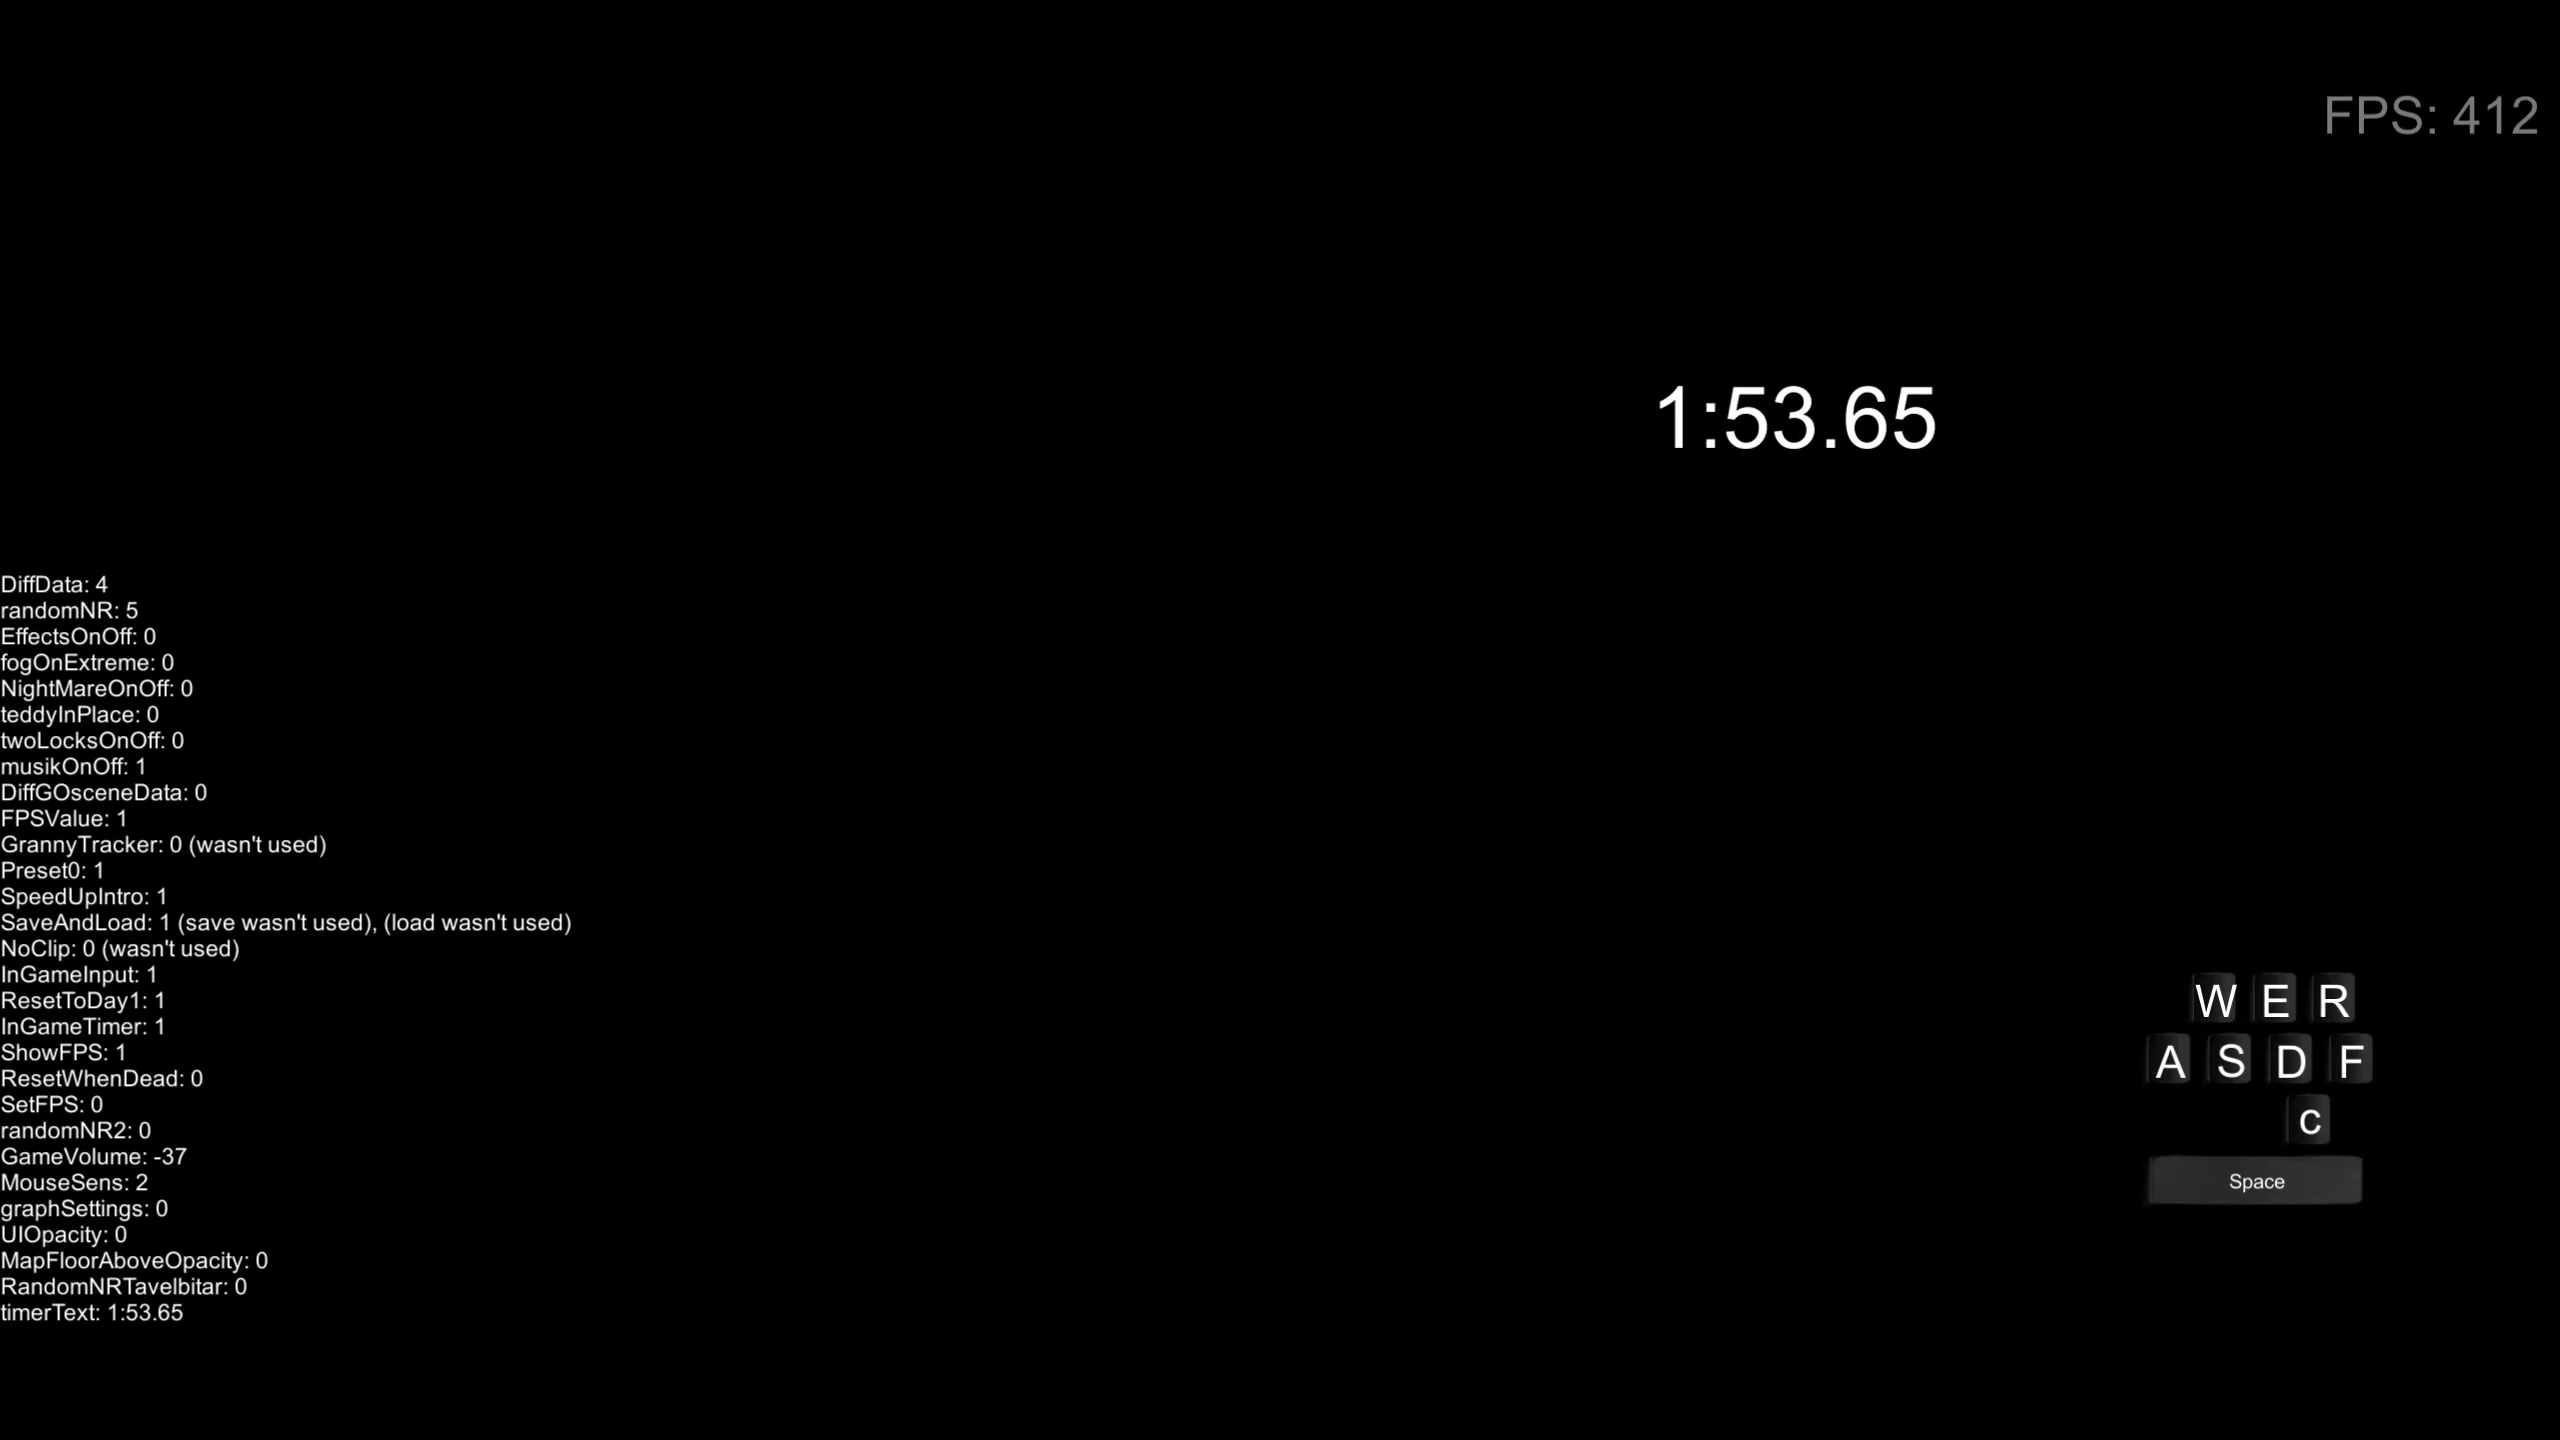 FPS: 412
1:53.65
DiffData: 4
randomNR: 5
EffectsOnOff: 0
fogOnExtreme: 0
NightMareOnOff: 0
teddyInPlace: 0
twoLocksOnOff: 0
musikOnOff: 1
DiffGOsceneData: 0
FPSValue: 1
GrannyTracker: 0 (wasn't used)
Preset0: 1
SpeedUpIntro: 1
SaveAndLoad: 1 (save wasn't used), (load wasn't used)
NoClip: 0 (wasn't used)
InGameInput: 1
ResetToDay1: 1
InGameTimer: 1
ShowFPS: 1
ResetWhenDead: 0
SetFPS: 0
randomNR2: 0
GameVolume: -37
MouseSens: 2
graphSettings: 0
UIOpacity: 0
MapFloorAboveOpacity: 0
RandomNRTavelbitar: 0
timerText: 1:53.65
W E R
A S D F
c
Space